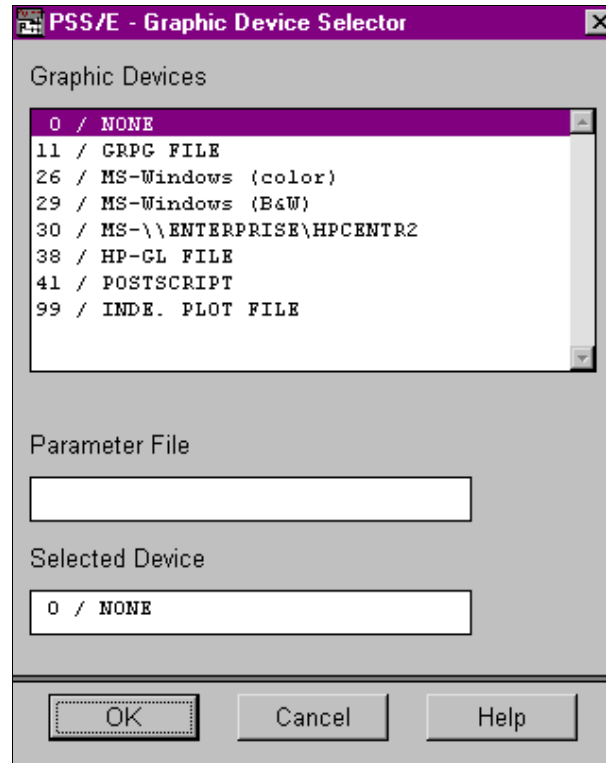 PSS/E - Graphic Device Selector
Graphic Devices
0 / NONE
11 / GRPG FILE
26 / MS-Windows (color)
29 / MS-Windows (B&W)
30 / MS-\\ENTERPRISE\HPCENTR2
38 / HP-GL FILE
41 / POSTSCRIPT
99 / INDE. PLOT FILE
Parameter File
Selected Device
0 / NONE
OK Cancel Help